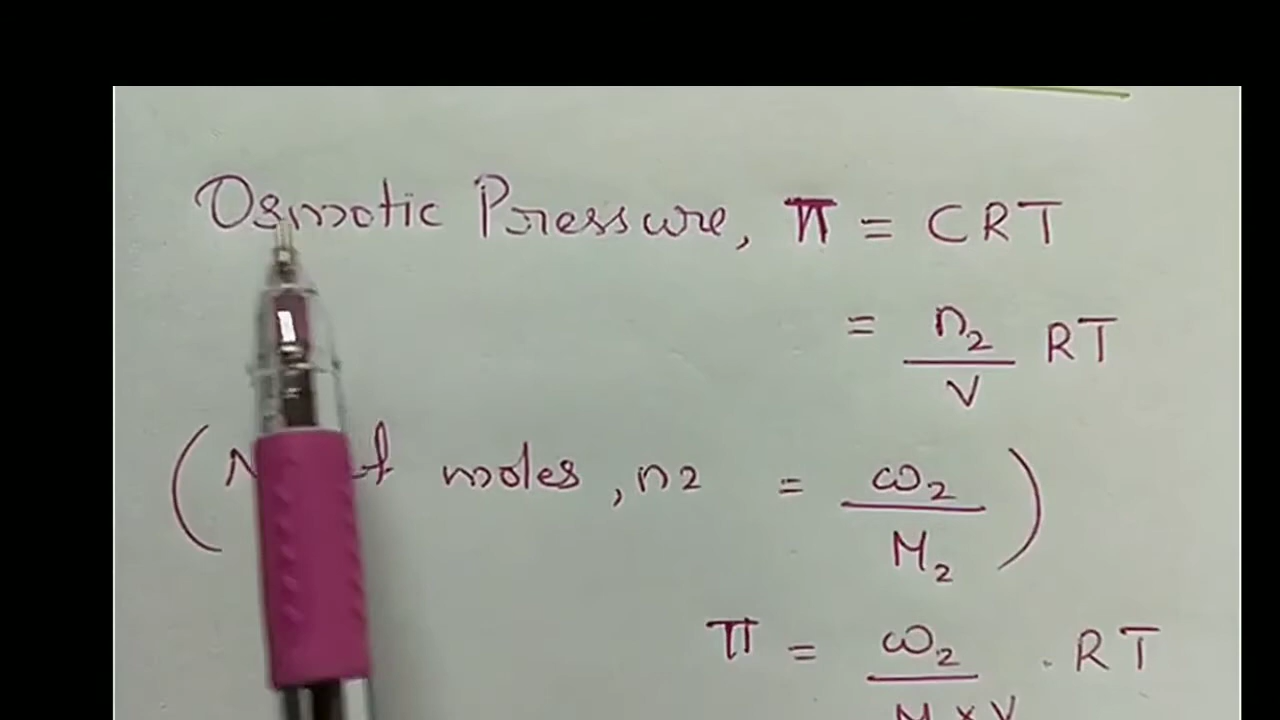 Osmotic Pressure, π = CRT
= n₂/V RT
( moles, n₂ = ω₂/M₂ )
π = ω₂/M × V . RT